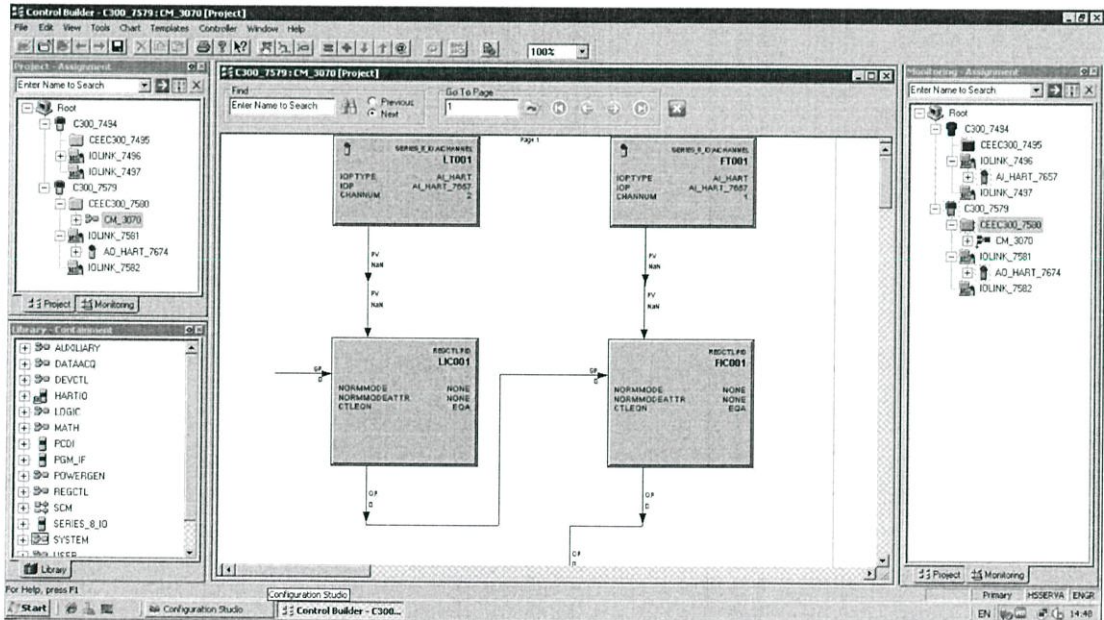 Control Builder - C300_7579 : CM_3070 [Project]
File Edit View Tools Chart Templates Controller Window Help
100%
Project - Assignment
Enter Name to Search
Root
C300_7494
CEEC300_7495
IOLINK_7496
IOLINK_7497
C300_7579
CEEC300_7580
CM_3070
IOLINK_7581
AO_HART_7674
IOLINK_7582
Project Monitoring
Library - Containment
AUXILIARY
DATAACQ
DEVCTL
HARTIO
LOGIC
MATH
PCDI
PGM_IF
POWERGEN
REGCTL
SCM
SERIES_8_IO
SYSTEM
USER
Library
C300_7579 : CM_3070 [Project]
Find
Enter Name to Search
Previous
Next
Go To Page
1
Page 1
SERIES_8_IO.AICHANNEL
LT001
IOPTYPE AI_HART
IOP AI_HART_7657
CHANNUM 2
SERIES_8_IO.AICHANNEL
FT001
IOPTYPE AI_HART
IOP AI_HART_7657
CHANNUM 1
PV
NaN
PV
NaN
PV
NaN
PV
NaN
REGCTL.PID
LIC001
NORMMODE NONE
NORMMODEATTR NONE
CTLEQN EQA
REGCTL.PID
FIC001
NORMMODE NONE
NORMMODEATTR NONE
CTLEQN EQA
OP
0
OP
0
OP
Monitoring - Assignment
Enter Name to Search
Root
C300_7494
CEEC300_7495
IOLINK_7496
AI_HART_7657
IOLINK_7497
C300_7579
CEEC300_7580
CM_3070
IOLINK_7581
AO_HART_7674
IOLINK_7582
Project Monitoring
For Help, press F1
Configuration Studio
Primary HSSERVA ENGR
Start
Configuration Studio
Control Builder - C300...
EN
14:48